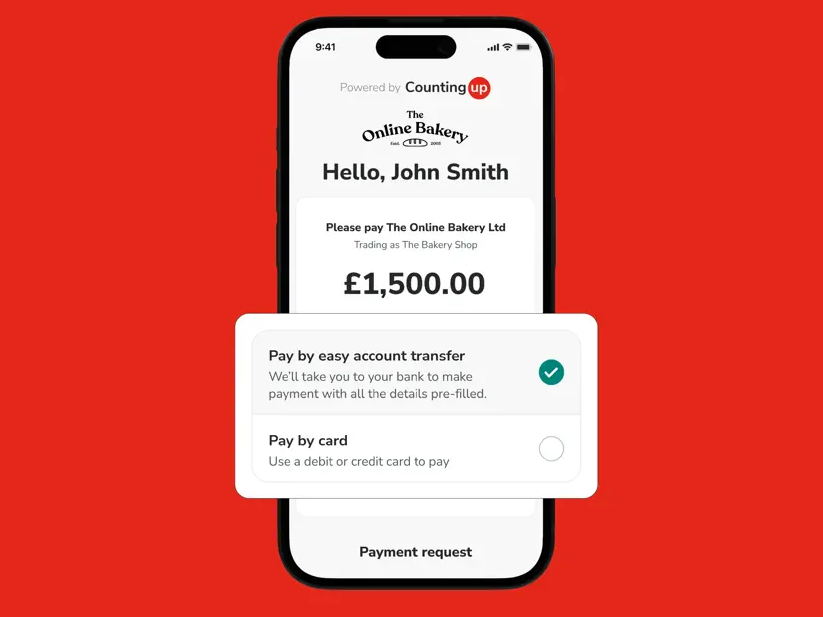 9:41
Powered by Countingup
The
Online Bakery
Estd. 2005
Hello, John Smith
Please pay The Online Bakery Ltd
Trading as The Bakery Shop
£1,500.00
Pay by easy account transfer
We'll take you to your bank to make
payment with all the details pre-filled.
Pay by card
Use a debit or credit card to pay
Payment request